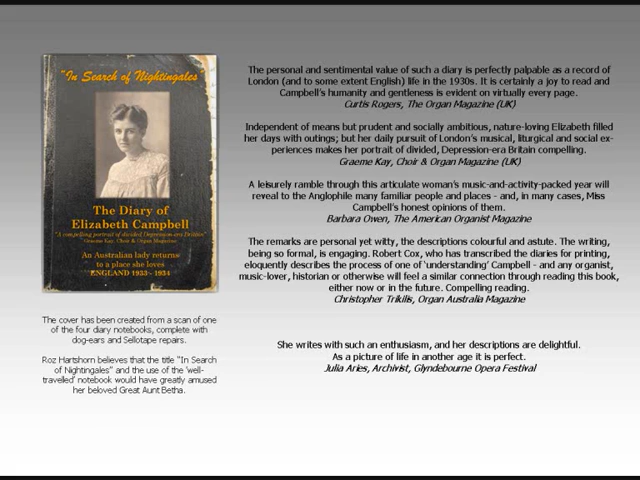 "In Search of Nightingales"
The Diary of
Elizabeth Campbell
"A compelling portrait of divided Depression-era Britain"
Graeme Kay, Choir & Organ Magazine
An Australian lady returns
to a place she loves
ENGLAND 1933 - 1934
The cover has been created from a scan of one
of the four diary notebooks, complete with
dog-ears and Sellotape repairs.
Roz Hartshorn believes that the title "In Search
of Nightingales" and the use of the 'well-
travelled' notebook would have greatly amused
her beloved Great Aunt Betha.
The personal and sentimental value of such a diary is perfectly palpable as a record of
London (and to some extent English) life in the 1930s. It is certainly a joy to read and
Campbell's humanity and gentleness is evident on virtually every page.
Curtis Rogers, The Organ Magazine (UK)
Independent of means but prudent and socially ambitious, nature-loving Elizabeth filled
her days with outings; but her daily pursuit of London's musical, liturgical and social ex-
periences makes her portrait of divided, Depression-era Britain compelling.
Graeme Kay, Choir & Organ Magazine (UK)
A leisurely ramble through this articulate woman's music-and-activity-packed year will
reveal to the Anglophile many familiar people and places - and, in many cases, Miss
Campbell's honest opinions of them.
Barbara Owen, The American Organist Magazine
The remarks are personal yet witty, the descriptions colourful and astute. The writing,
being so formal, is engaging. Robert Cox, who has transcribed the diaries for printing,
eloquently describes the process of one of 'understanding' Campbell - and any organist,
music-lover, historian or otherwise will feel a similar connection through reading this book,
either now or in the future. Compelling reading.
Christopher Trikilis, Organ Australia Magazine
She writes with such an enthusiasm, and her descriptions are delightful.
As a picture of life in another age it is perfect.
Julia Aries, Archivist, Glyndebourne Opera Festival